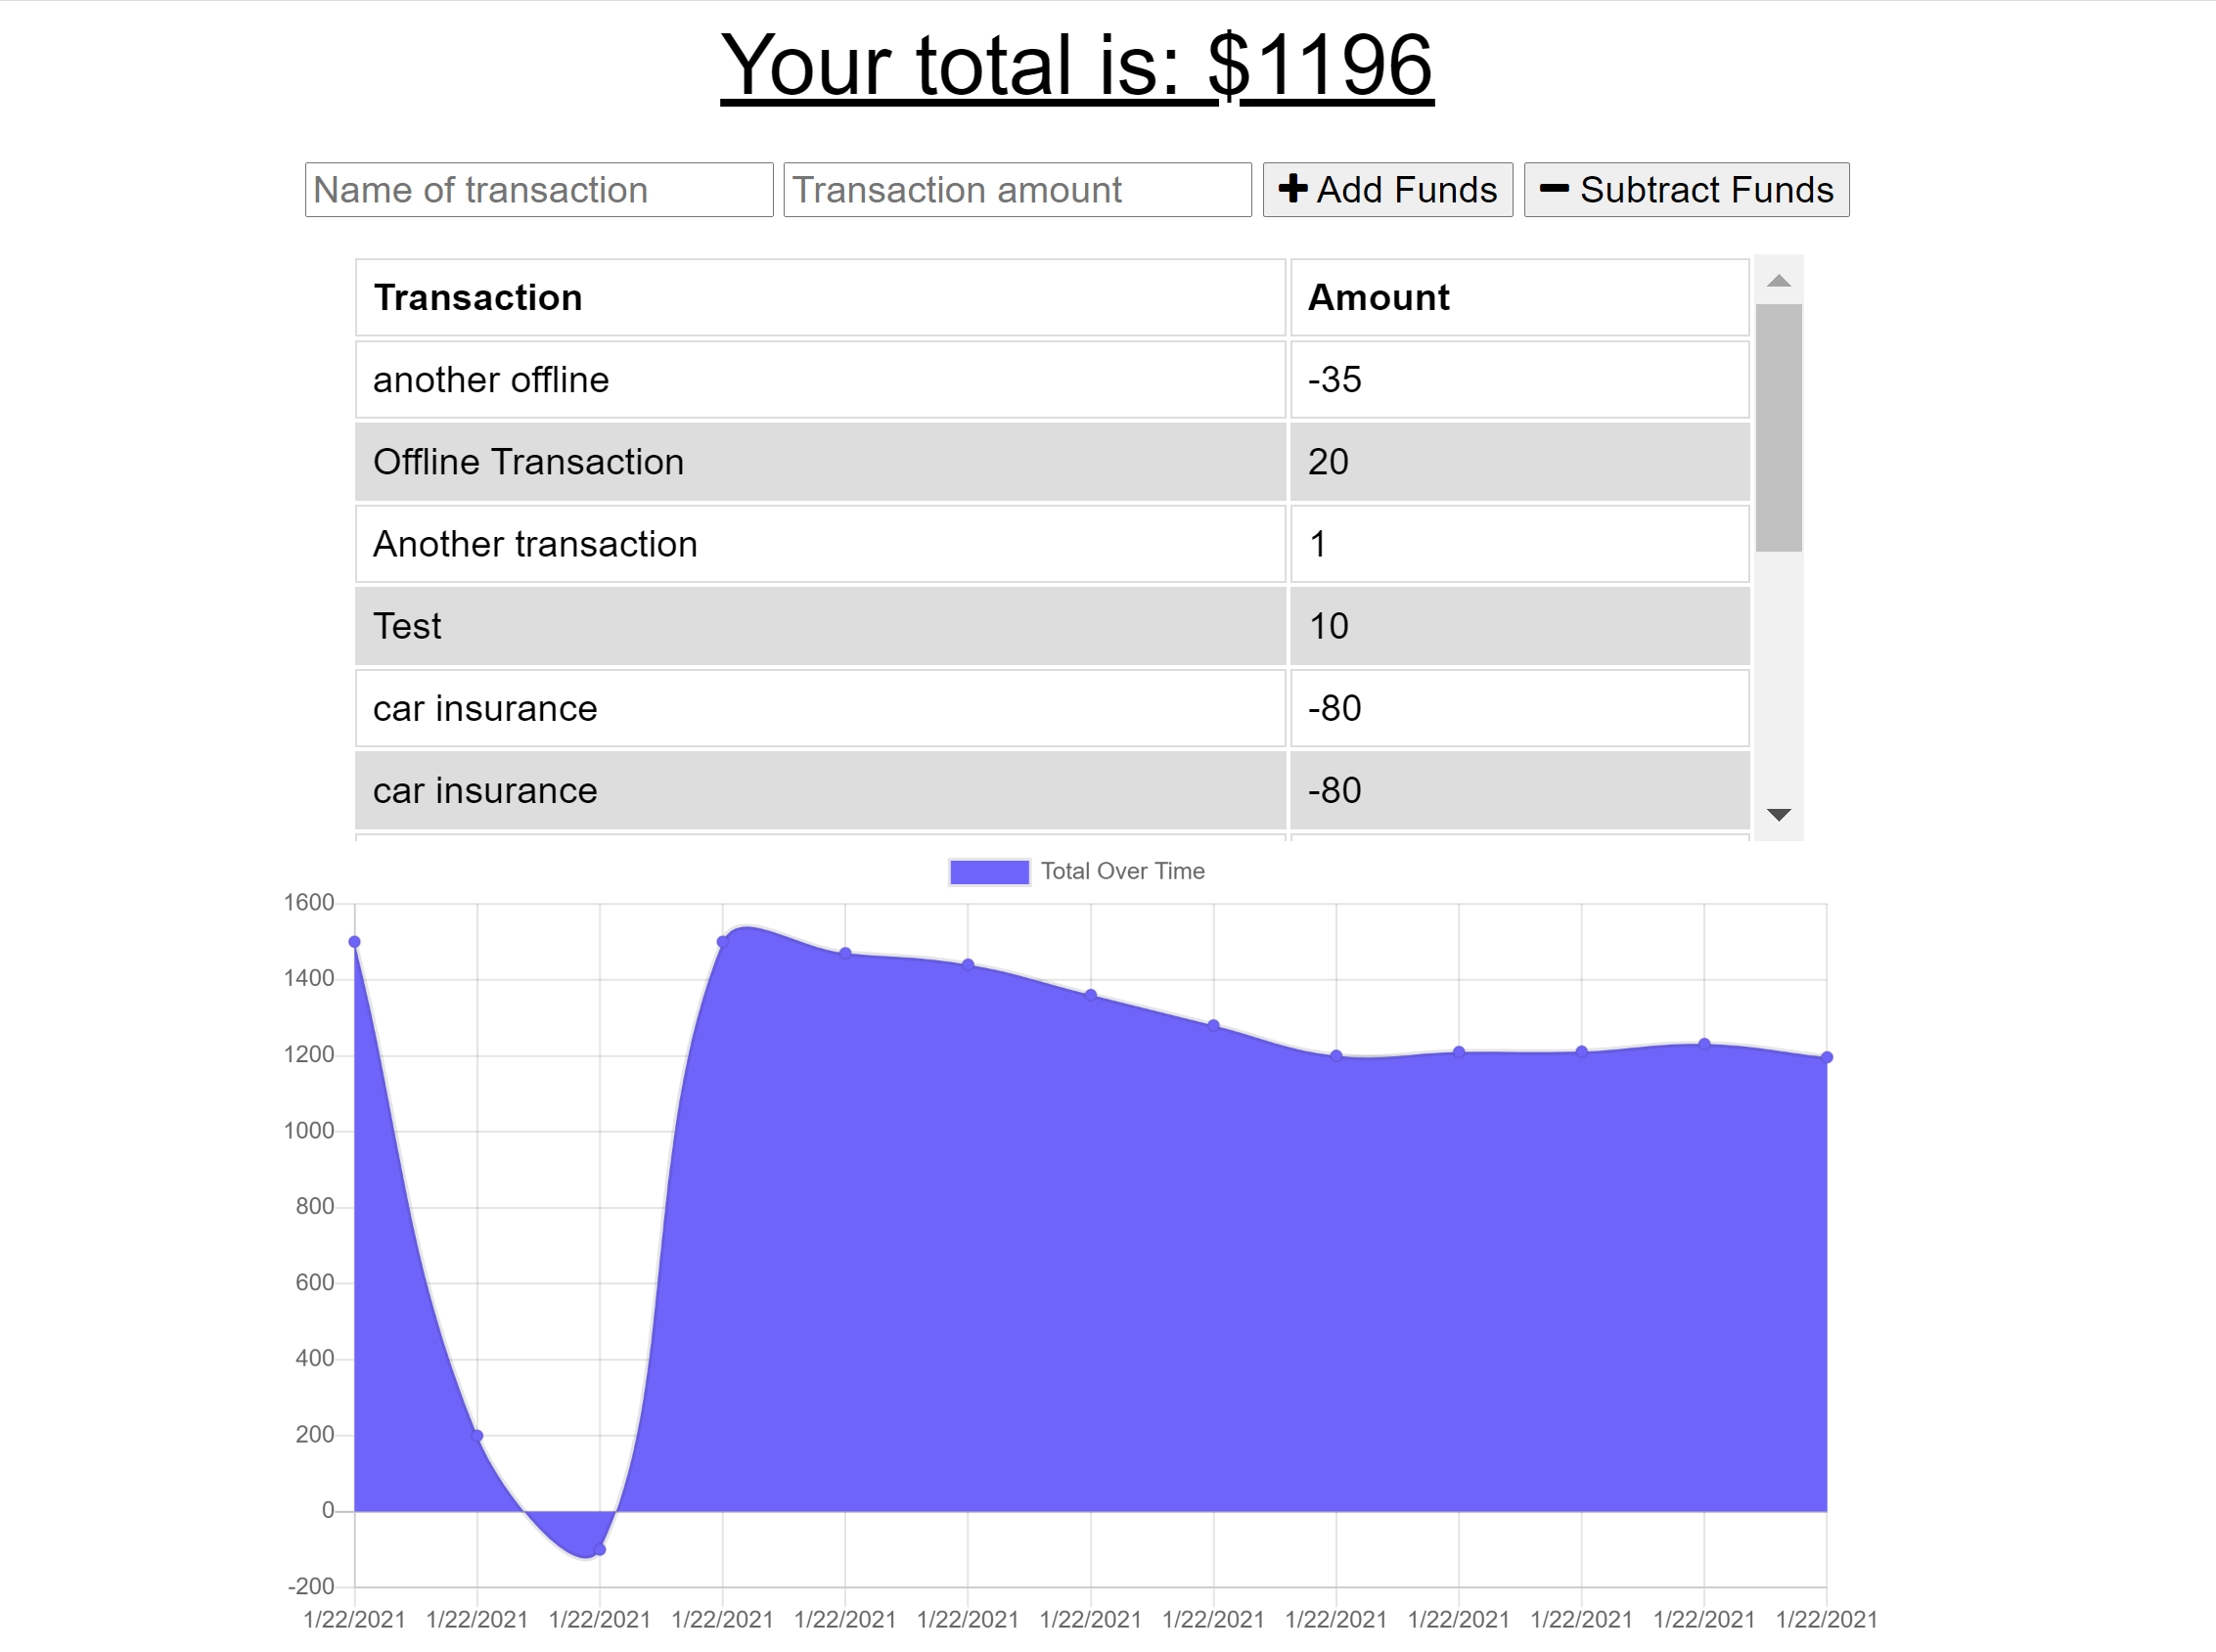 Your total is: $1196
Name of transaction Transaction amount Add Funds Subtract Funds
Transaction Amount
another offline -35
Offline Transaction 20
Another transaction 1
Test 10
car insurance -80
car insurance -80
Total Over Time
1600
1400
1200
1000
800
600
400
200
0
-200
1/22/2021 1/22/2021 1/22/2021 1/22/2021 1/22/2021 1/22/2021 1/22/2021 1/22/2021 1/22/2021 1/22/2021 1/22/2021 1/22/2021 1/22/2021